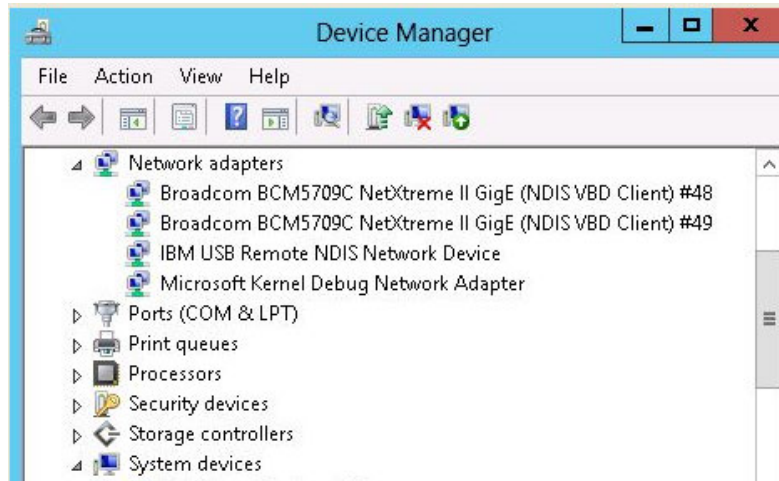 Device Manager
File Action View Help
Network adapters
Broadcom BCM5709C NetXtreme II GigE (NDIS VBD Client) #48
Broadcom BCM5709C NetXtreme II GigE (NDIS VBD Client) #49
IBM USB Remote NDIS Network Device
Microsoft Kernel Debug Network Adapter
Ports (COM & LPT)
Print queues
Processors
Security devices
Storage controllers
System devices